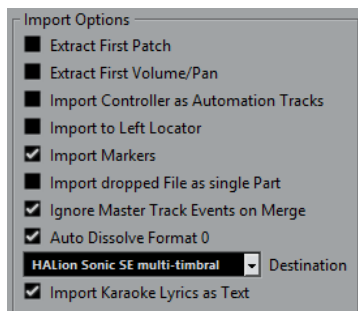 Import Options
Extract First Patch
Extract First Volume/Pan
Import Controller as Automation Tracks
Import to Left Locator
Import Markers
Import dropped File as single Part
Ignore Master Track Events on Merge
Auto Dissolve Format 0
HALion Sonic SE multi-timbral Destination
Import Karaoke Lyrics as Text